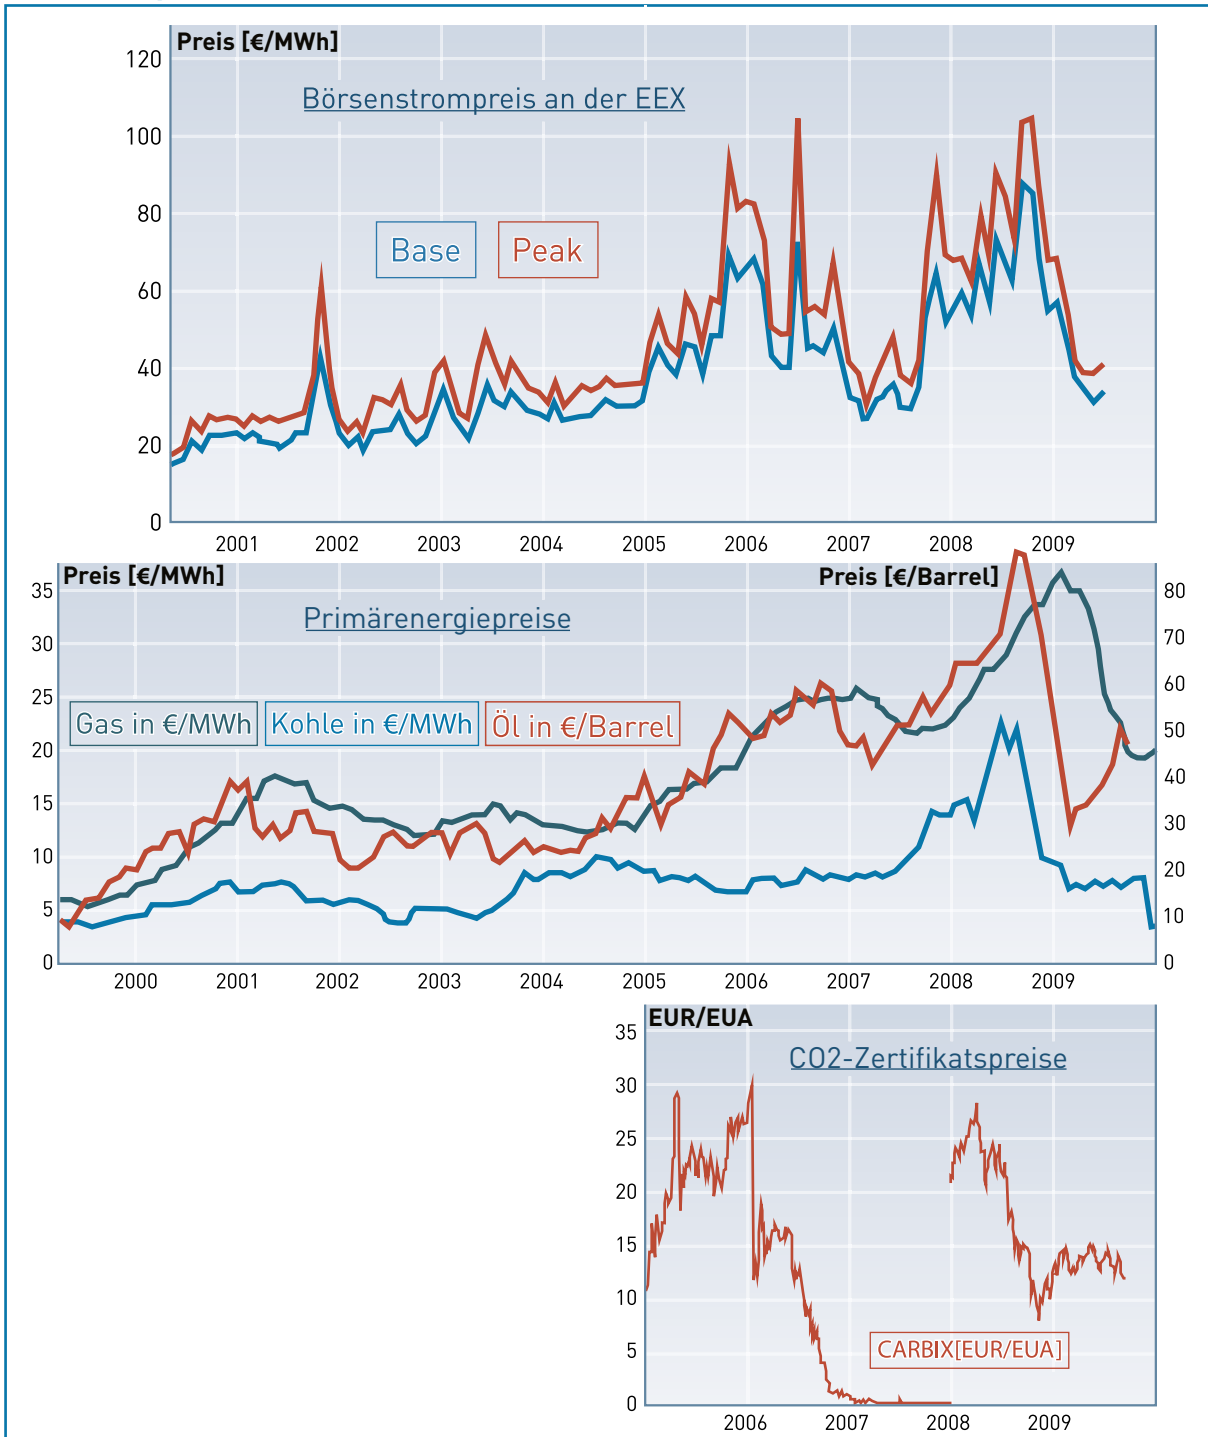 Preis [€/MWh]
120
Börsenstrompreis an der EEX
100
80
Base
Peak
60
40
20
0
2001 2002 2003 2004 2005 2006 2007 2008 2009
Preis [€/MWh]
Preis [€/Barrel]
35
80
Primärenergiepreise
30
70
25
60
Gas in €/MWh
Kohle in €/MWh
Öl in €/Barrel
20
50
15
40
30
10
20
5
10
0
0
2000 2001 2002 2003 2004 2005 2006 2007 2008 2009
EUR/EUA
35
CO2-Zertifikatspreise
30
25
20
15
10
CARBIX[EUR/EUA]
5
0
2006 2007 2008 2009